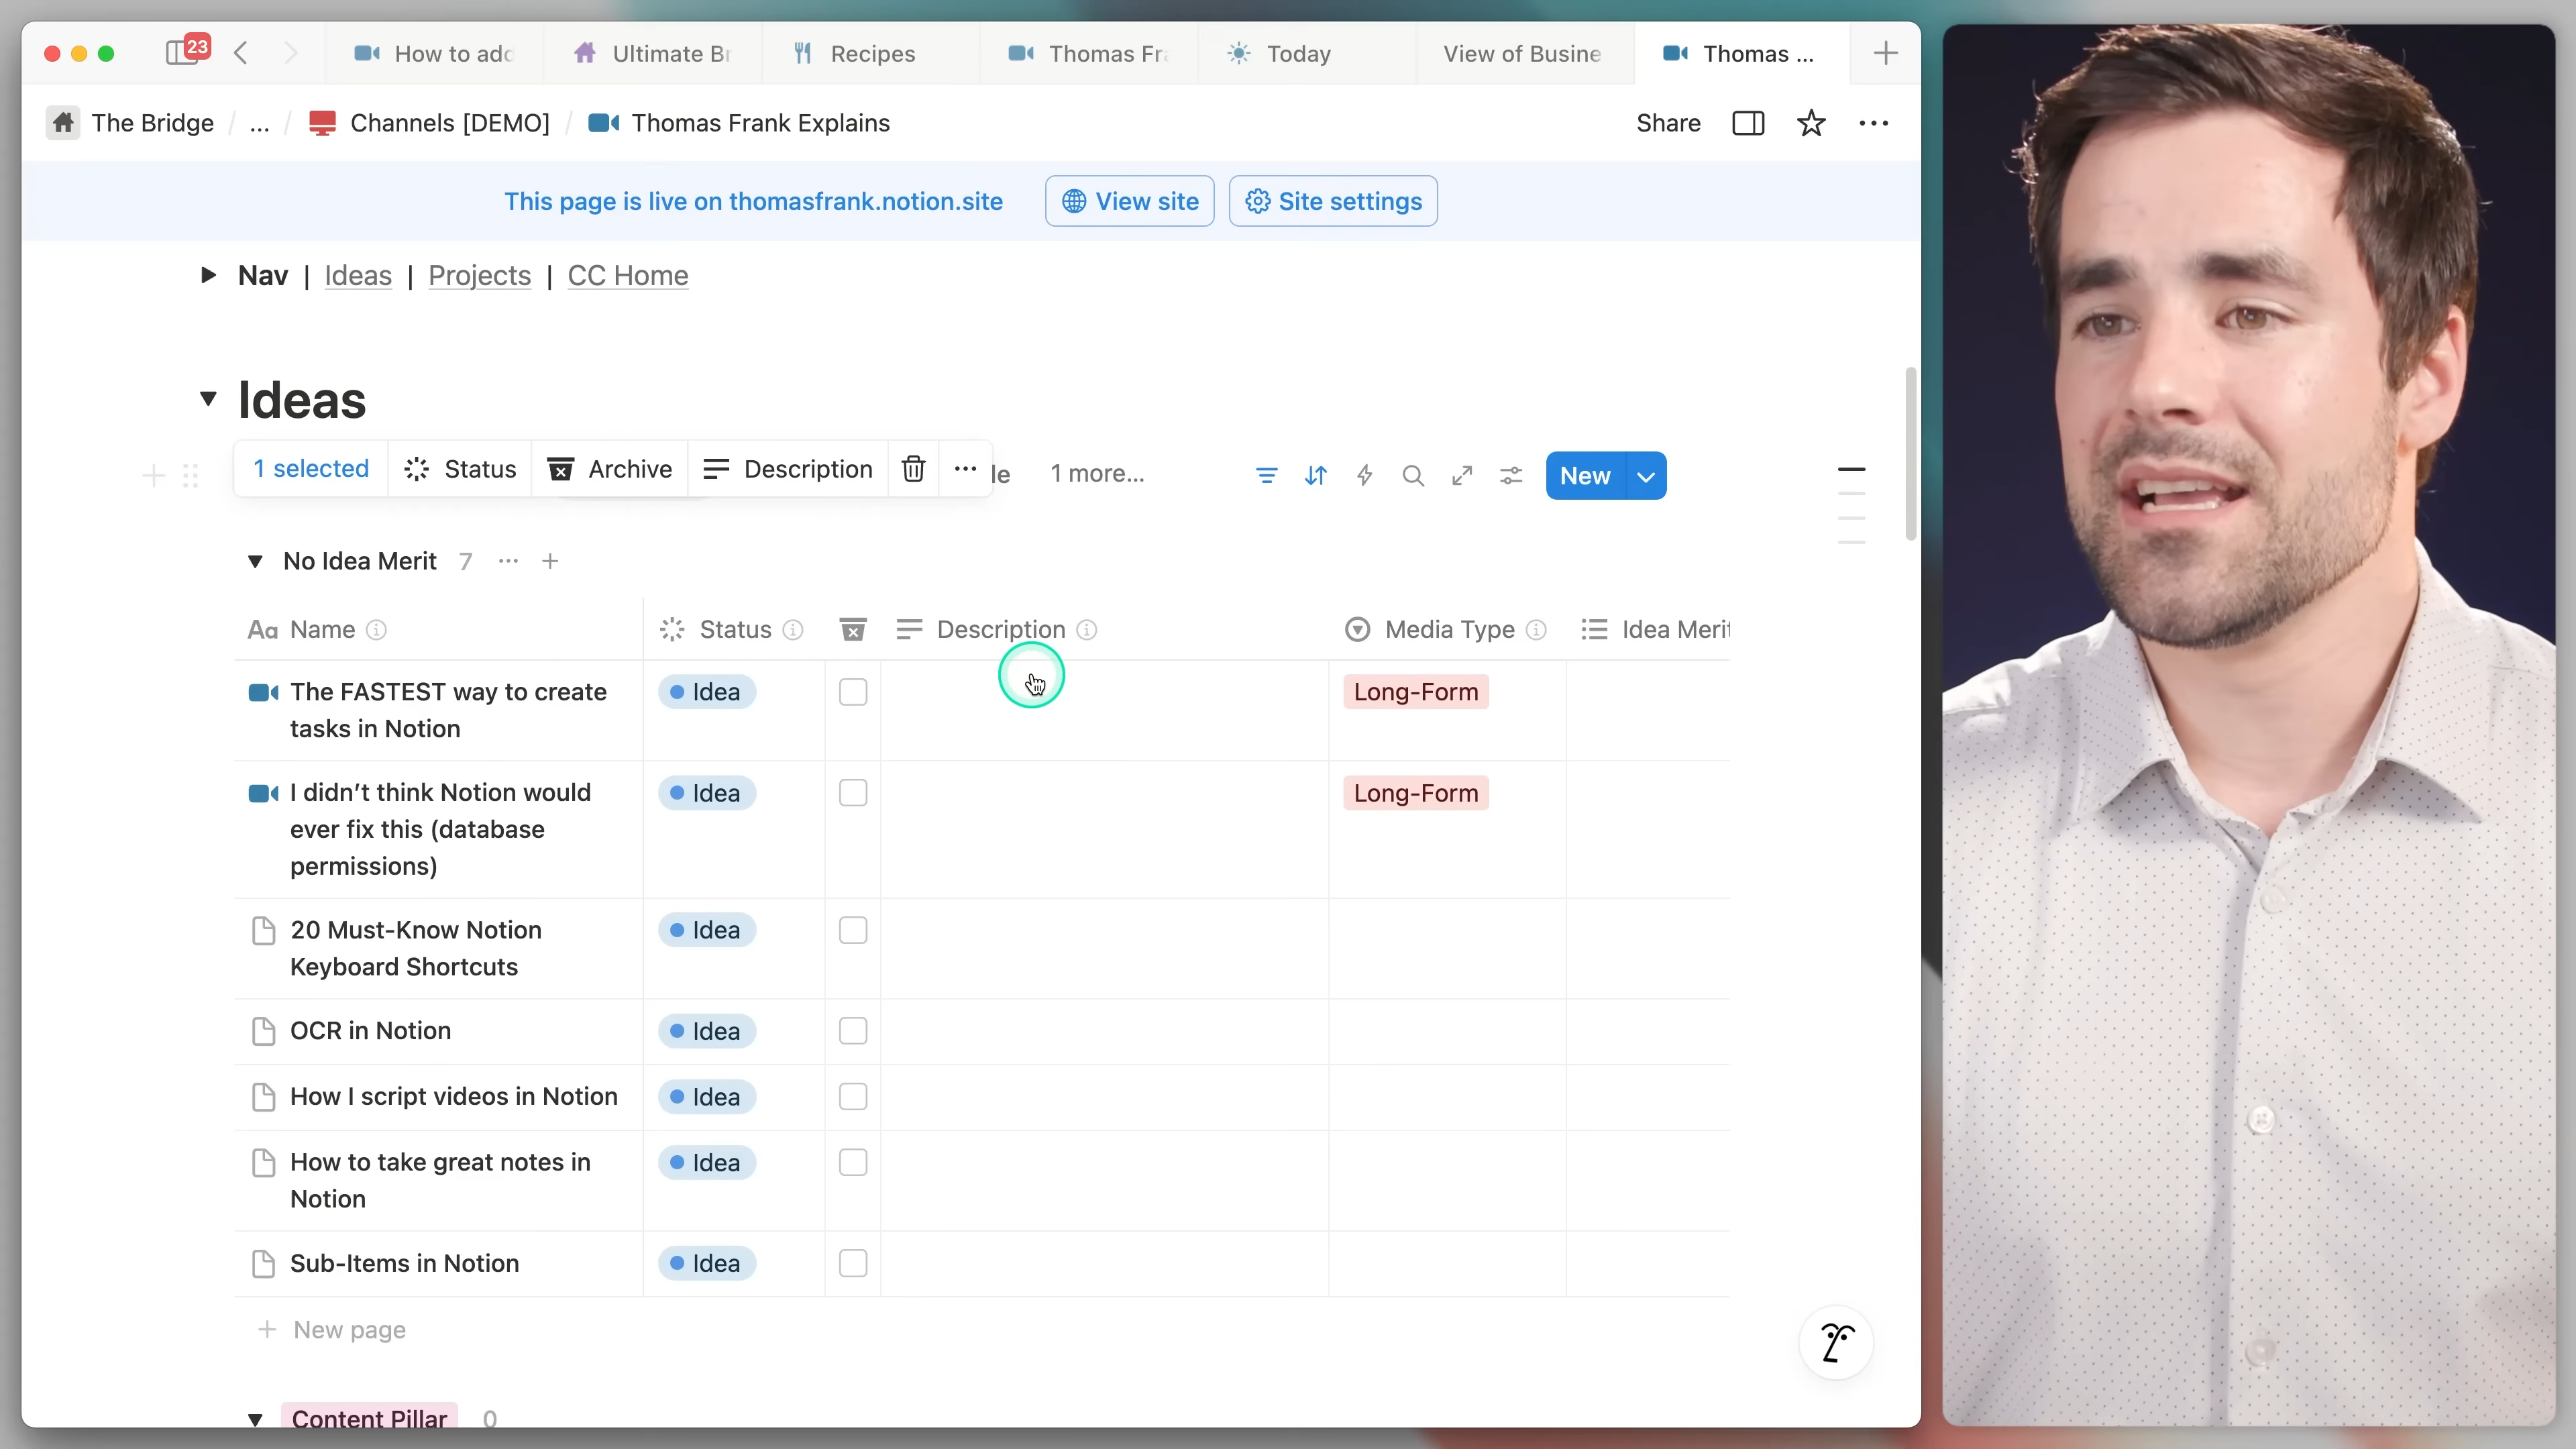 23
How to add
Ultimate Br
Recipes
Thomas Fra
Today
View of Busine
Thomas ...
The Bridge / ... / Channels [DEMO] / Thomas Frank Explains
Share
This page is live on thomasfrank.notion.site
View site
Site settings
Nav | Ideas | Projects | CC Home
Ideas
1 selected
Status
Archive
Description
le
1 more...
New
No Idea Merit 7
Aa Name
Status
Description
Media Type
Idea Merit
The FASTEST way to create
tasks in Notion
Idea
Long-Form
I didn’t think Notion would
ever fix this (database
permissions)
Idea
Long-Form
20 Must-Know Notion
Keyboard Shortcuts
Idea
OCR in Notion
Idea
How I script videos in Notion
Idea
How to take great notes in
Notion
Idea
Sub-Items in Notion
Idea
New page
Content Pillar 0